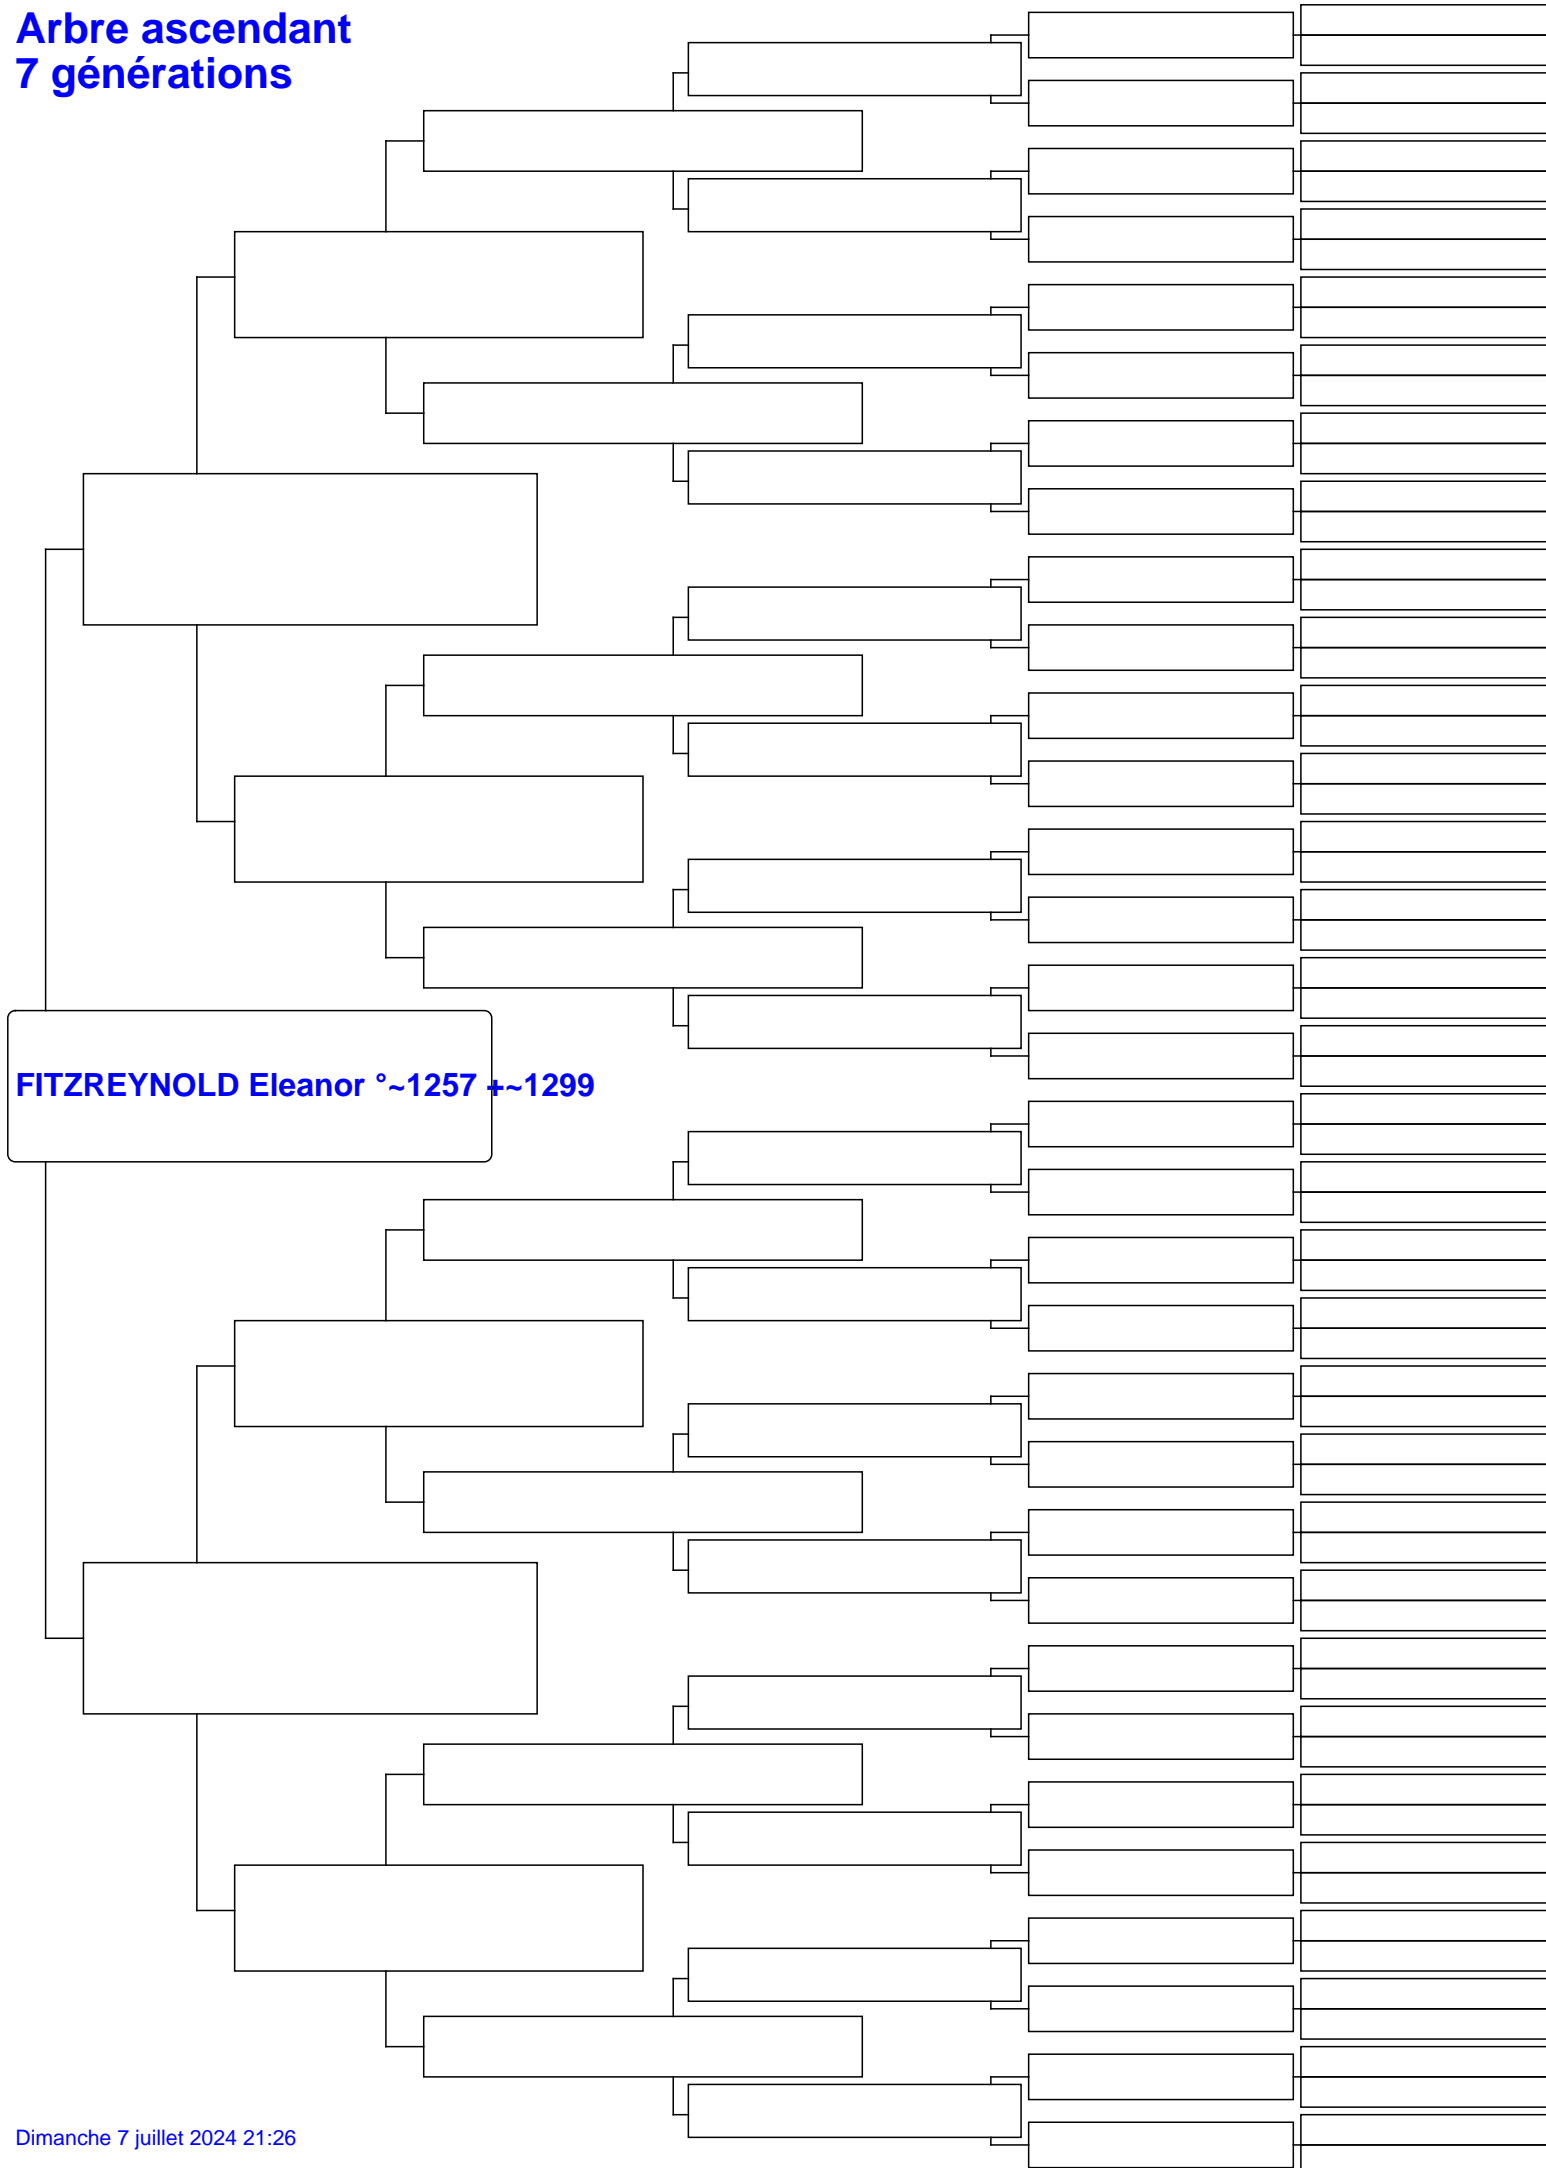 Arbre ascendant
7 générations
FITZREYNOLD Eleanor °~1257 +~1299
Dimanche 7 juillet 2024 21:26